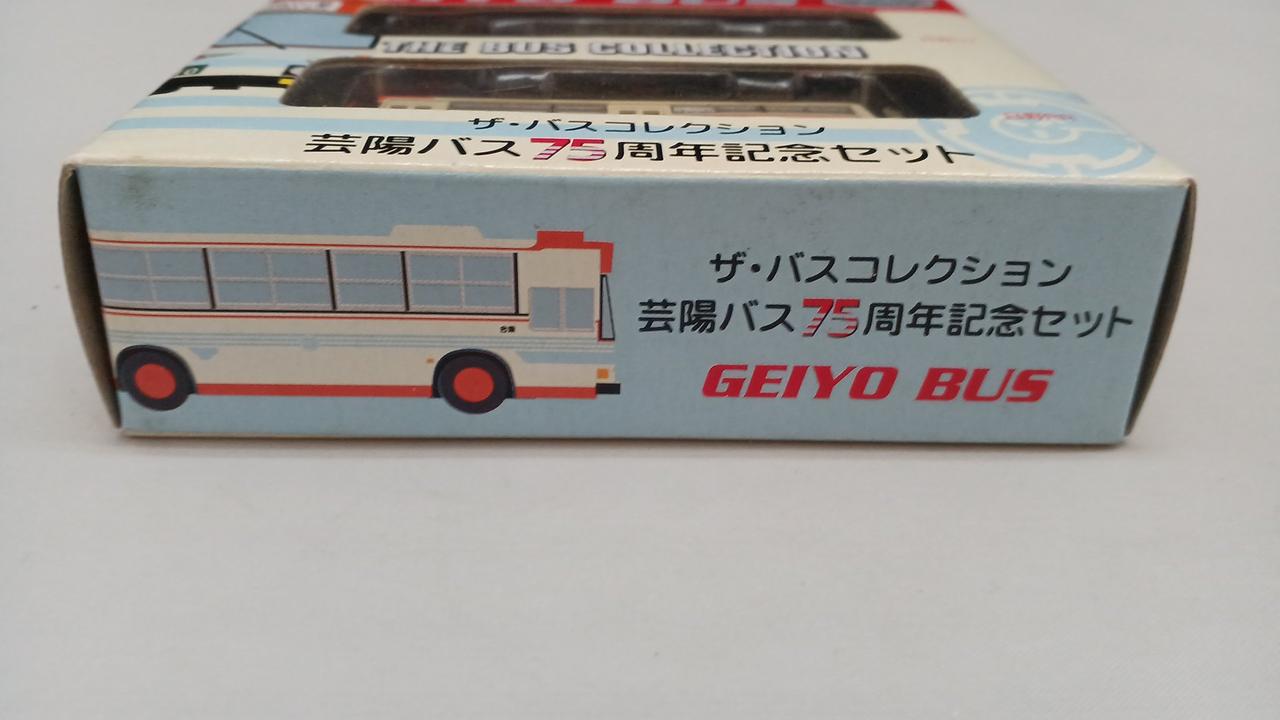 THE BUS COLLECTION
ザ・バスコレクション
芸陽バス75周年記念セット
ザ・バスコレクション
芸陽バス75周年記念セット
GEIYO BUS